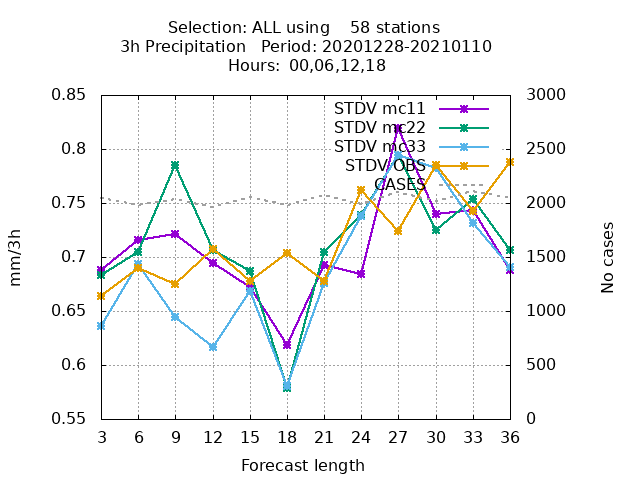 Selection: ALL using    58 stations
3h Precipitation   Period: 20201228-20210110
Hours:  00,06,12,18
STDV mc11
STDV mc22
STDV mc33
STDV OBS
CASES
0.85
0.8
0.75
0.7
0.65
0.6
0.55
3000
2500
2000
1500
1000
500
0
mm/3h
No cases
3 6 9 12 15 18 21 24 27 30 33 36
Forecast length